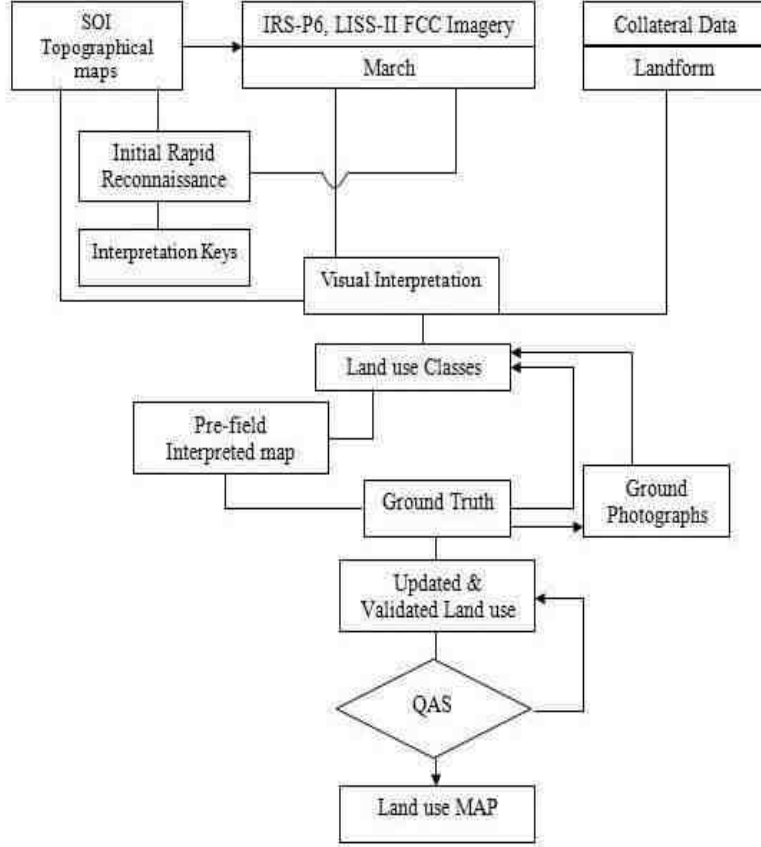 SOI
Topographical
maps
IRS-P6, LISS-II FCC Imagery
March
Collateral Data
Landform
Initial Rapid
Reconnaissance
Interpretation Keys
Visual Interpretation
Land use Classes
Pre-field
Interpreted map
Ground Truth
Ground
Photographs
Updated &
Validated Land use
QAS
Land use MAP